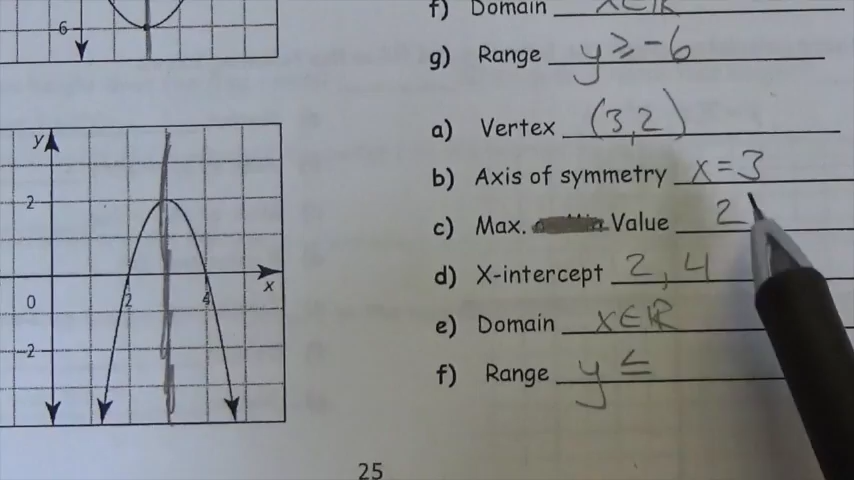 f) Domain x∈ℝ
6
g) Range y ≥ -6
a) Vertex (3,2)
y
b) Axis of symmetry x = 3
2
c) Max. Value 2
d) X-intercept 2, 4
x
0 2 4
e) Domain x∈ℝ
-2
f) Range y ≤
25